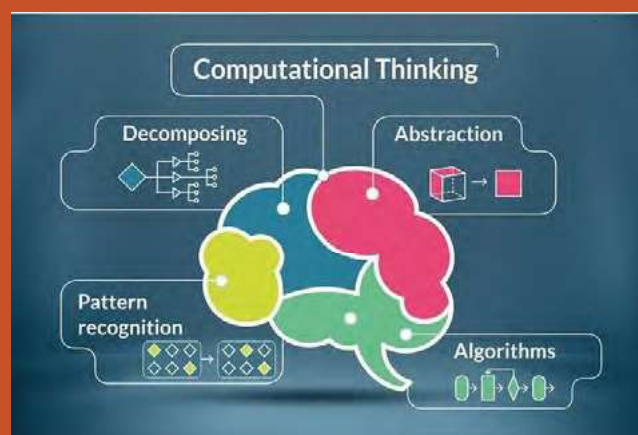 Computational Thinking
Decomposing
Abstraction
Pattern
recognition
Algorithms